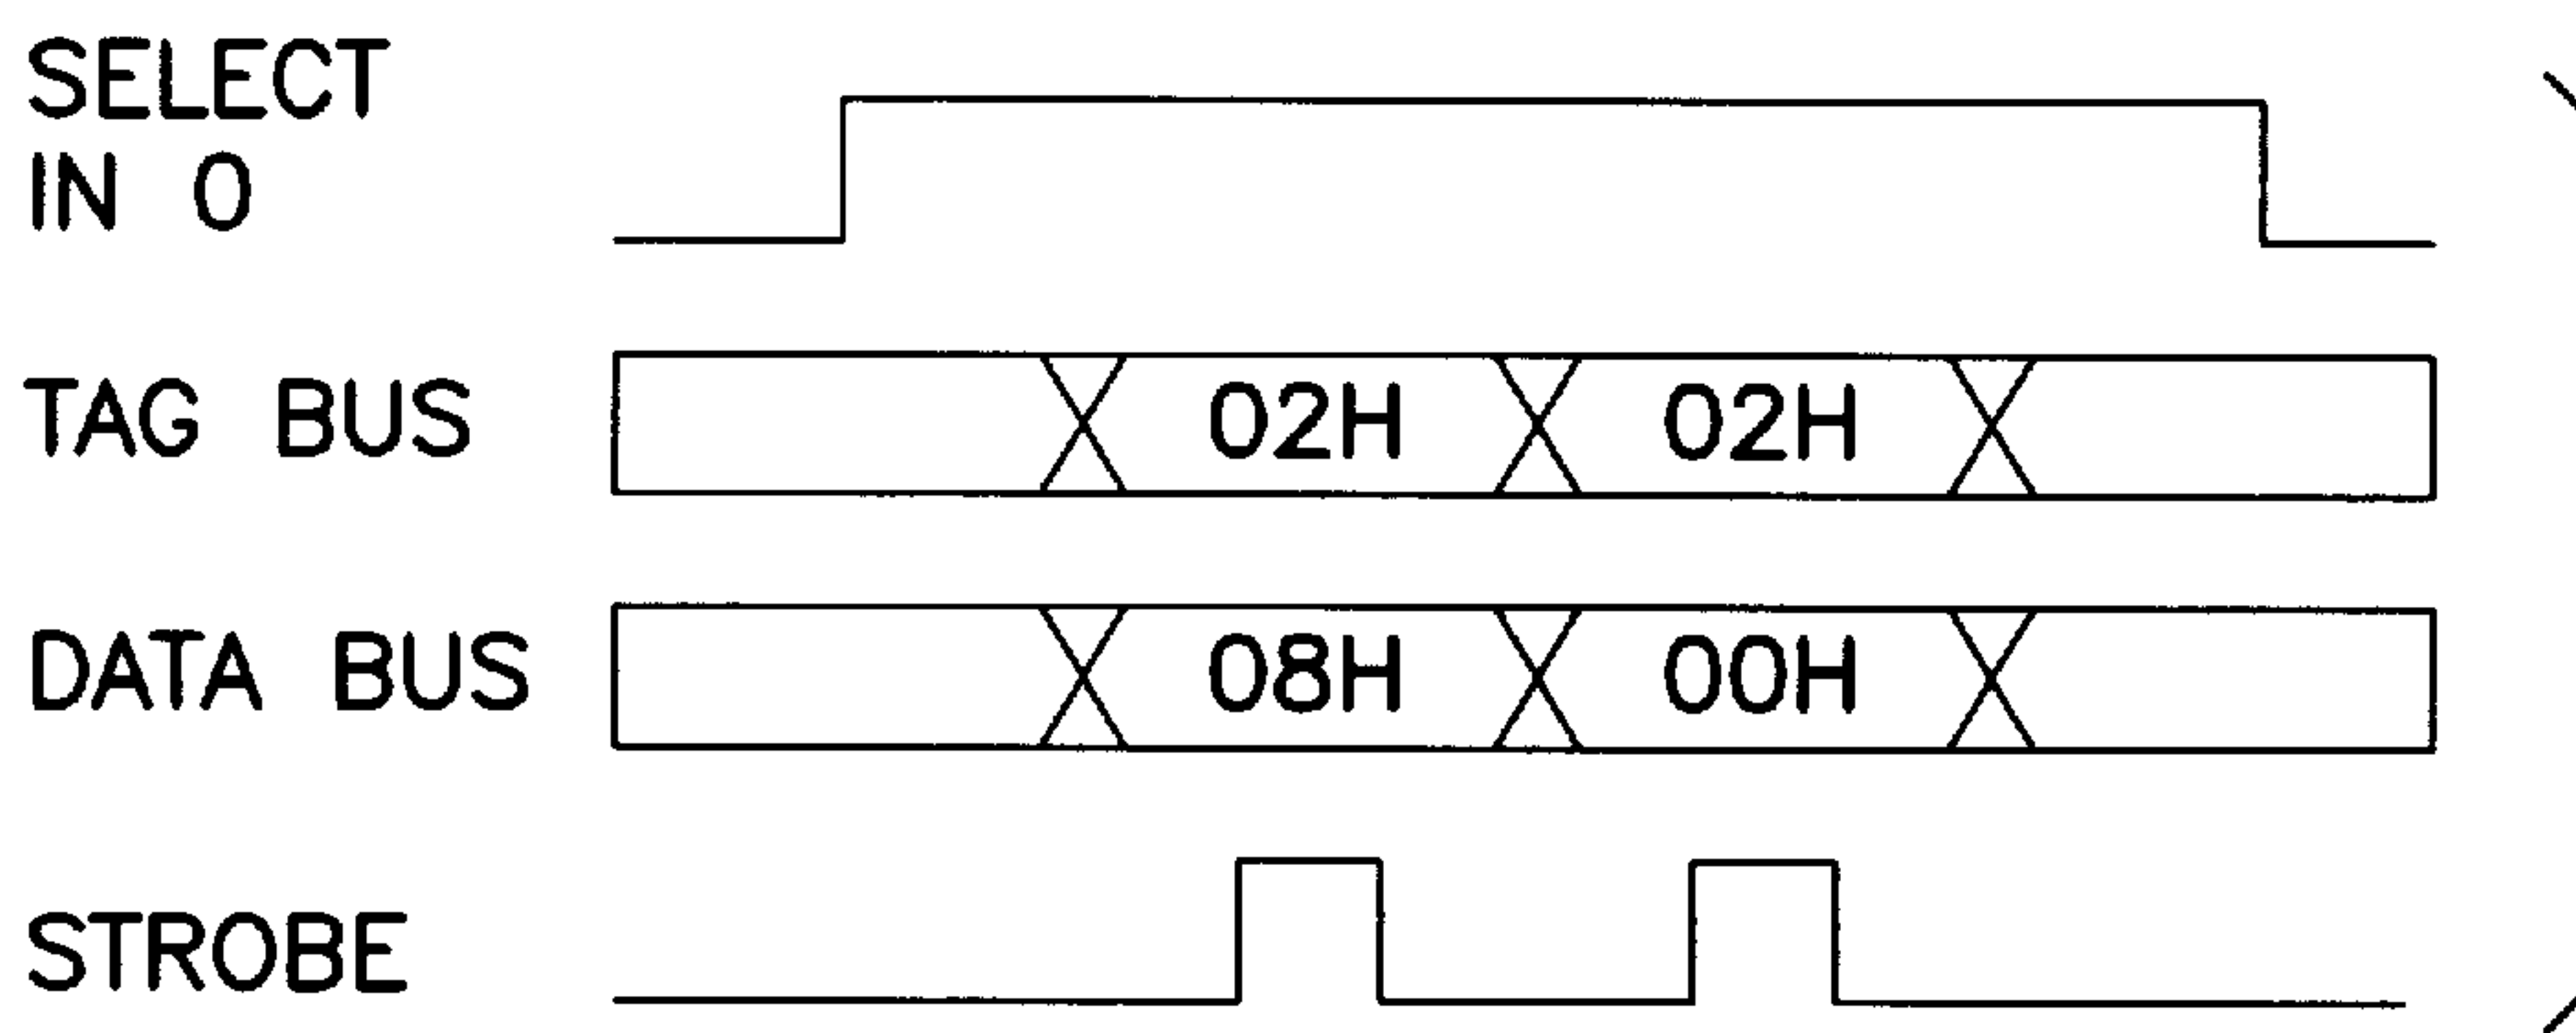 SELECT
IN 0
TAG BUS 02H 02H
DATA BUS 08H 00H
STROBE